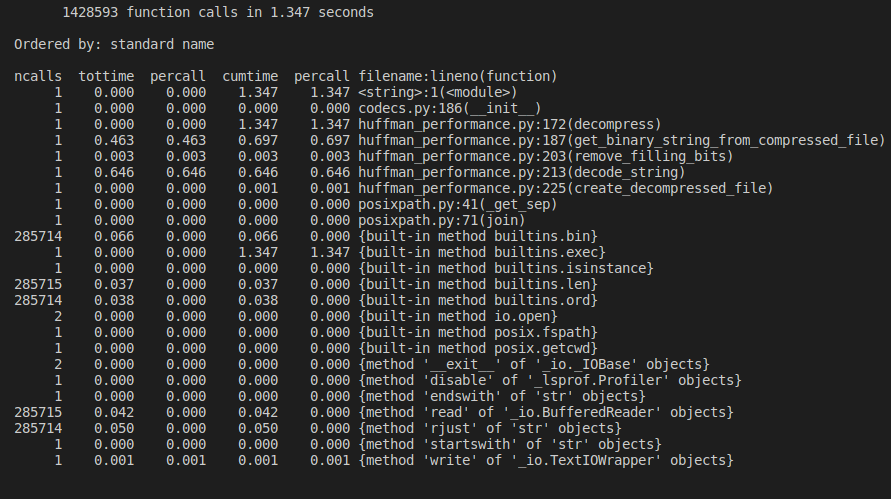 1428593 function calls in 1.347 seconds
Ordered by: standard name
ncalls tottime percall cumtime percall filename:lineno(function)
1 0.000 0.000 1.347 1.347 <string>:1(<module>)
1 0.000 0.000 0.000 0.000 codecs.py:186(__init__)
1 0.000 0.000 1.347 1.347 huffman_performance.py:172(decompress)
1 0.463 0.463 0.697 0.697 huffman_performance.py:187(get_binary_string_from_compressed_file)
1 0.003 0.003 0.003 0.003 huffman_performance.py:203(remove_filling_bits)
1 0.646 0.646 0.646 0.646 huffman_performance.py:213(decode_string)
1 0.000 0.000 0.001 0.001 huffman_performance.py:225(create_decompressed_file)
1 0.000 0.000 0.000 0.000 posixpath.py:41(_get_sep)
1 0.000 0.000 0.000 0.000 posixpath.py:71(join)
285714 0.066 0.000 0.066 0.000 {built-in method builtins.bin}
1 0.000 0.000 1.347 1.347 {built-in method builtins.exec}
1 0.000 0.000 0.000 0.000 {built-in method builtins.isinstance}
285715 0.037 0.000 0.037 0.000 {built-in method builtins.len}
285714 0.038 0.000 0.038 0.000 {built-in method builtins.ord}
2 0.000 0.000 0.000 0.000 {built-in method io.open}
1 0.000 0.000 0.000 0.000 {built-in method posix.fspath}
1 0.000 0.000 0.000 0.000 {built-in method posix.getcwd}
2 0.000 0.000 0.000 0.000 {method '__exit__' of '_io._IOBase' objects}
1 0.000 0.000 0.000 0.000 {method 'disable' of '_lsprof.Profiler' objects}
1 0.000 0.000 0.000 0.000 {method 'endswith' of 'str' objects}
285715 0.042 0.000 0.042 0.000 {method 'read' of '_io.BufferedReader' objects}
285714 0.050 0.000 0.050 0.000 {method 'rjust' of 'str' objects}
1 0.000 0.000 0.000 0.000 {method 'startswith' of 'str' objects}
1 0.001 0.001 0.001 0.001 {method 'write' of '_io.TextIOWrapper' objects}